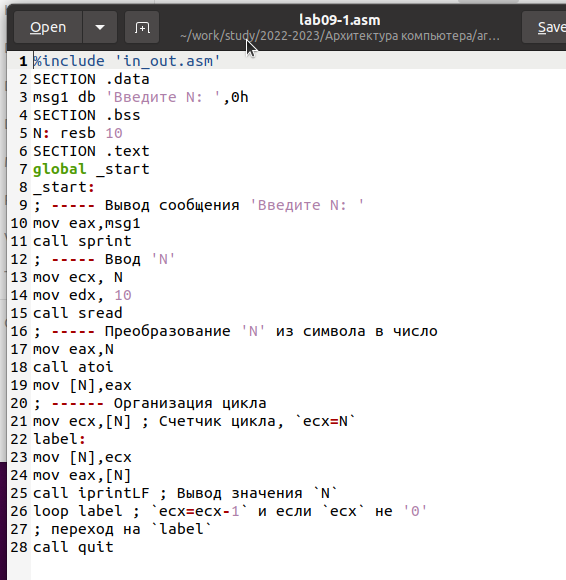 Open
lab09-1.asm
Save
~/work/study/2022-2023/Архитектура компьютера/аг…
1 %include 'in_out.asm'
2 SECTION .data
3 msg1 db 'Введите N: ',0h
4 SECTION .bss
5 N: resb 10
6 SECTION .text
7 global _start
8 _start:
9 ; ----- Вывод сообщения 'Введите N: '
10 mov eax,msg1
11 call sprint
12 ; ----- Ввод 'N'
13 mov ecx, N
14 mov edx, 10
15 call sread
16 ; ----- Преобразование 'N' из символа в число
17 mov eax,N
18 call atoi
19 mov [N],eax
20 ; ------ Организация цикла
21 mov ecx,[N] ; Счетчик цикла, `ecx=N`
22 label:
23 mov [N],ecx
24 mov eax,[N]
25 call iprintLF ; Вывод значения `N`
26 loop label ; `ecx=ecx-1` и если `ecx` не '0'
27 ; переход на `label`
28 call quit